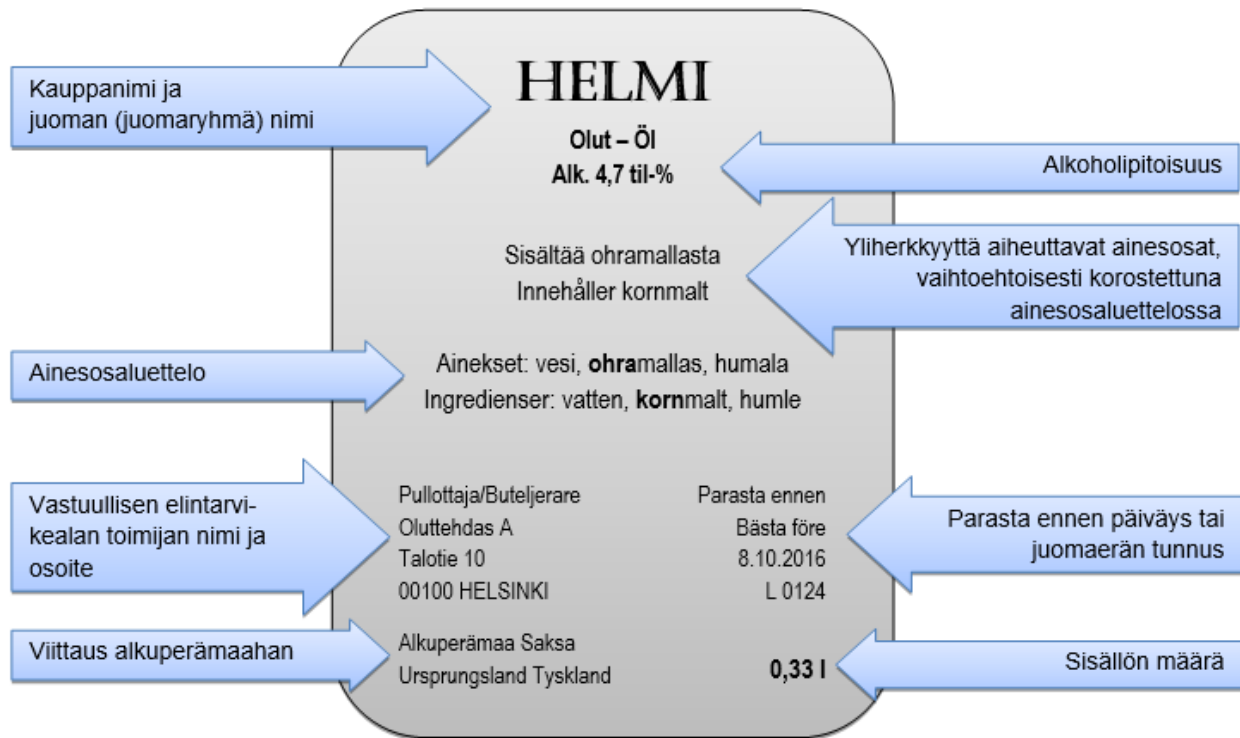 Kauppanimi ja
juoman (juomaryhmä) nimi
HELMI
Olut – Öl
Alk. 4,7 til-%
Alkoholipitoisuus
Sisältää ohramallasta
Innehåller kornmalt
Yliherkkyyttä aiheuttavat ainesosat,
vaihtoehtoisesti korostettuna
ainesosaluettelossa
Ainesosaluettelo
Ainekset: vesi, ohramallas, humala
Ingredienser: vatten, kornmalt, humle
Vastuullisen elintarvi-
kealan toimijan nimi ja
osoite
Pullottaja/Buteljerare
Oluttehdas A
Talotie 10
00100 HELSINKI
Parasta ennen
Bästa före
8.10.2016
L 0124
Parasta ennen päiväys tai
juomaerän tunnus
Viittaus alkuperämaahan
Alkuperämaa Saksa
Ursprungsland Tyskland
0,33 l
Sisällön määrä